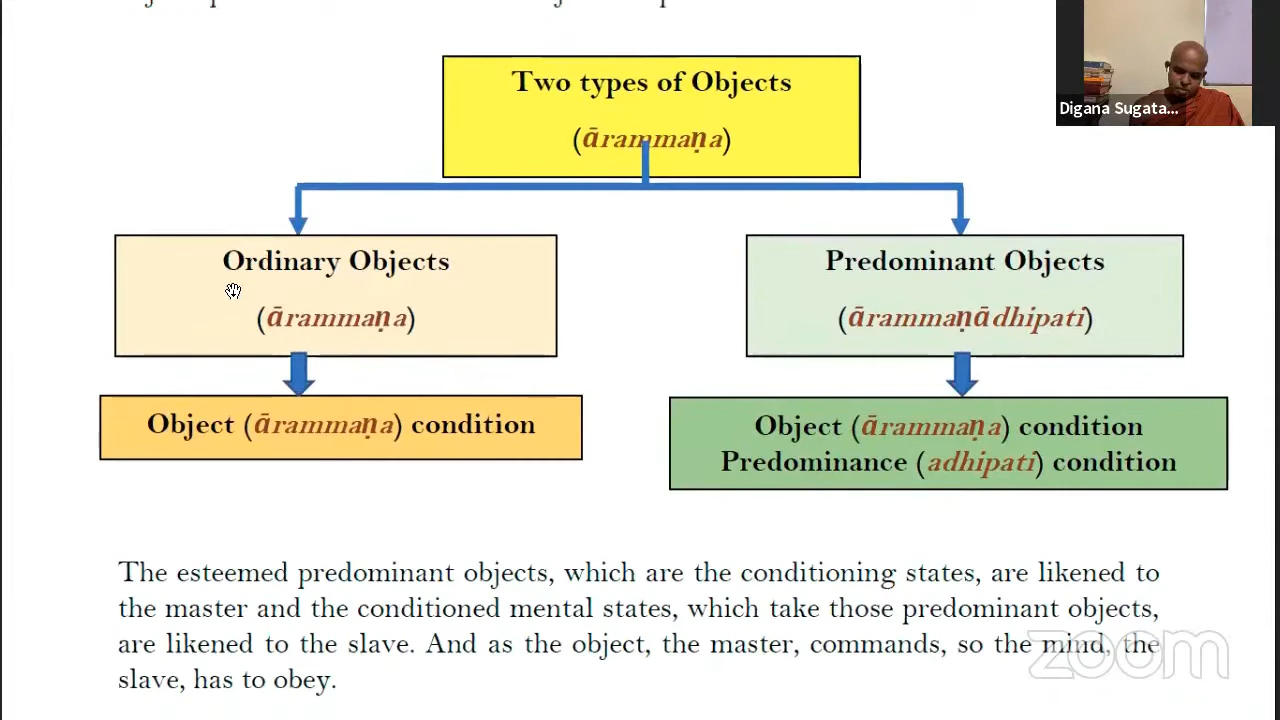 Two types of Objects
(ārammaṇa)
Digana Sugata...
Ordinary Objects
(ārammaṇa)
Predominant Objects
(ārammaṇādhipati)
Object (ārammaṇa) condition
Object (ārammaṇa) condition
Predominance (adhipati) condition
The esteemed predominant objects, which are the conditioning states, are likened to
the master and the conditioned mental states, which take those predominant objects,
are likened to the slave. And as the object, the master, commands, so the mind, the
slave, has to obey.
zoom